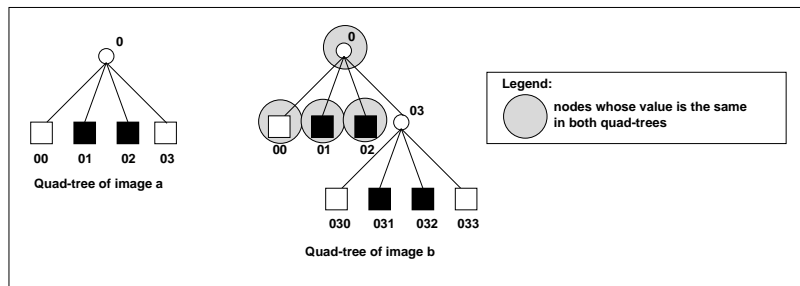 0
00 01 02 03
Quad-tree of image a
0
03
00 01 02
030 031 032 033
Quad-tree of image b
Legend:
nodes whose value is the same
in both quad-trees